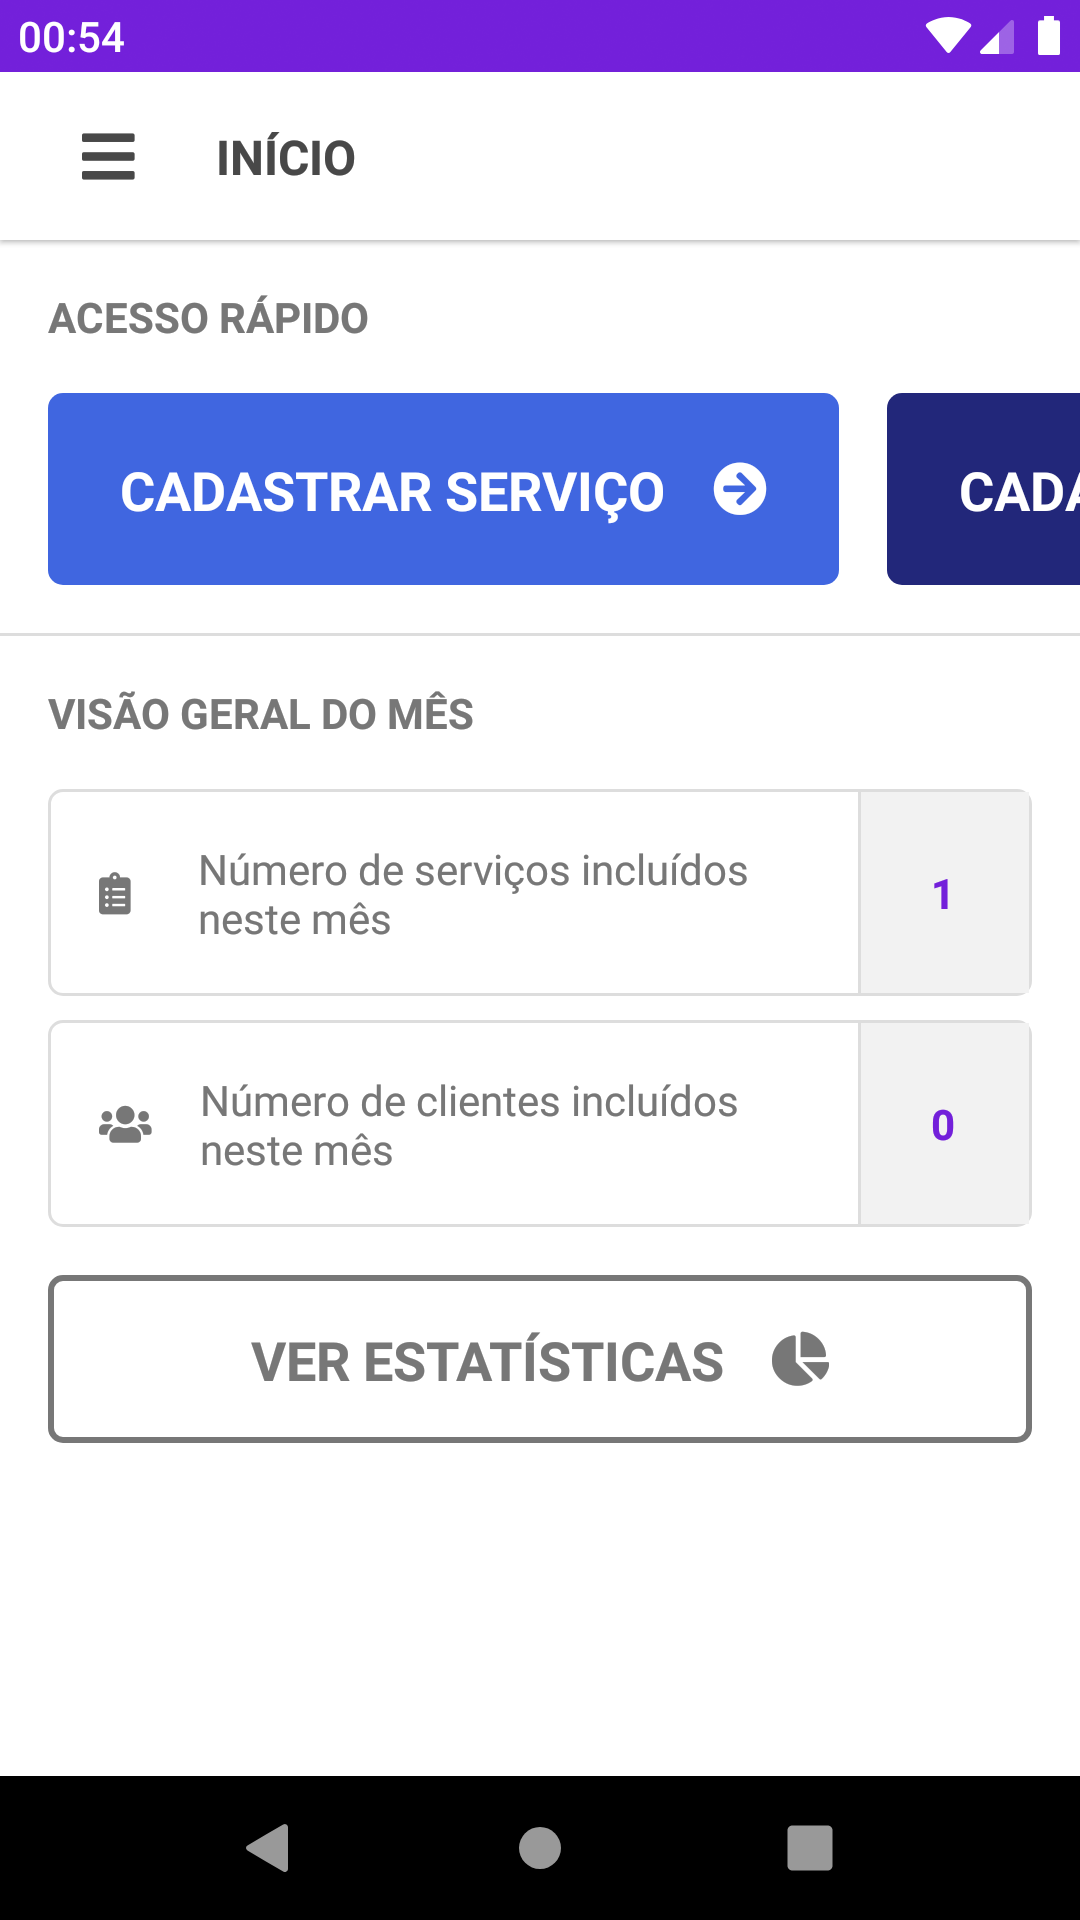 00:54
INÍCIO
ACESSO RÁPIDO
CADASTRAR SERVIÇO
CADA
VISÃO GERAL DO MÊS
Número de serviços incluídos
neste mês
1
Número de clientes incluídos
neste mês
0
VER ESTATÍSTICAS